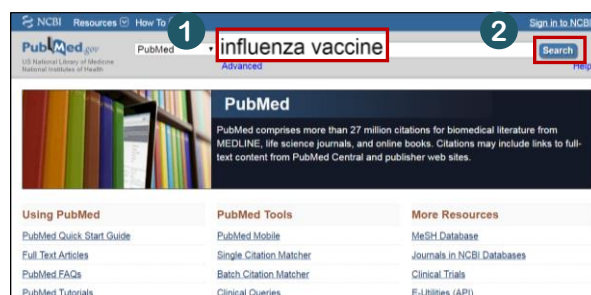 NCBI Resources How To Sign in to NCBI
1 2
PubMed.gov PubMed influenza vaccine Search
US National Library of Medicine
National Institutes of Health
Advanced Help
PubMed
PubMed comprises more than 27 million citations for biomedical literature from
MEDLINE, life science journals, and online books. Citations may include links to full-
text content from PubMed Central and publisher web sites.
Using PubMed
PubMed Quick Start Guide
Full Text Articles
PubMed FAQs
PubMed Tutorials
PubMed Tools
PubMed Mobile
Single Citation Matcher
Batch Citation Matcher
Clinical Queries
More Resources
MeSH Database
Journals in NCBI Databases
Clinical Trials
E-Utilities (API)